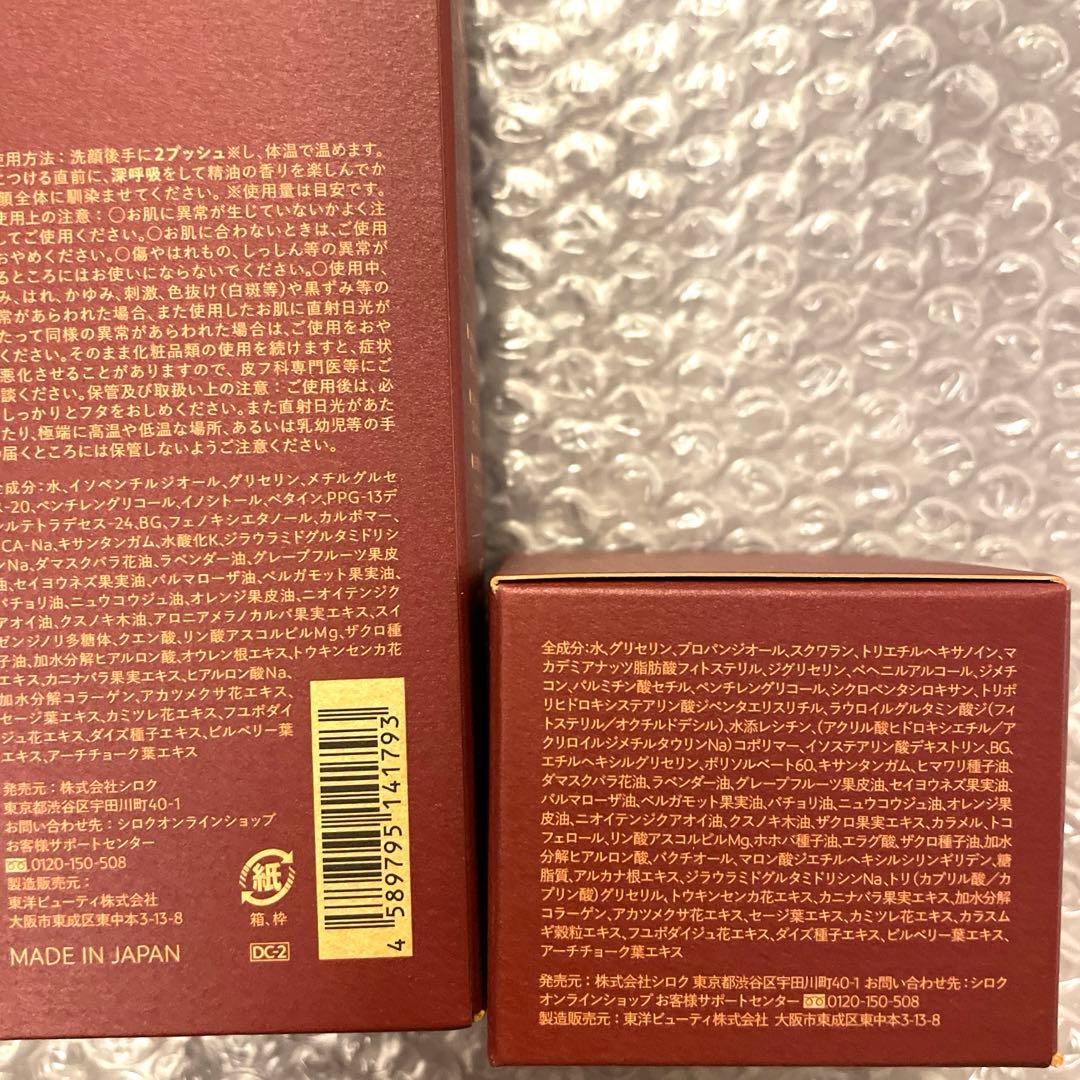 使用方法：洗顔後手に2プッシュ※し、体温で温めます。
につける直前に、深呼吸をして精油の香りを楽しんでか
顔全体に馴染ませてください。※使用量は目安です。
使用上の注意：〇お肌に異常が生じていないかよく注
してご使用ください。〇お肌に合わないときは、ご使用
おやめください。〇傷やはれもの、しっしん等の異常が
るところにはお使いにならないでください。〇使用中、
み、はれ、かゆみ、刺激、色抜け(白斑等)や黒ずみ等の
常があらわれた場合、また使用したお肌に直射日光が
たって同様の異常があらわれた場合は、ご使用をおや
ください。そのまま化粧品類の使用を続けますと、症状
悪化させることがありますので、皮フ科専門医等にご
談ください。保管及び取扱い上の注意：ご使用後は、必
しっかりとフタをおしめください。また直射日光があた
たり、極端に高温や低温な場所、あるいは乳幼児等の手
届くところには保管しないようご注意ください。
全成分：水、イソペンチルジオール、グリセリン、メチルグルセ
ス-20、ペンチレングリコール、イノシトール、ベタイン、PPG-13デ
シルテトラデセス-24、BG、フェノキシエタノール、カルボマー、
CA-Na、キサンタンガム、水酸化K、ジラウラミドグルタミドリシ
ンNa、ダマスクバラ花油、ラベンダー油、グレープフルーツ果皮
油、セイヨウネズ果実油、パルマローザ油、ベルガモット果実油、
パチョリ油、ニュウコウジュ油、オレンジ果皮油、ニオイテンジク
アオイ油、クスノキ木油、アロニアメラノカルパ果実エキス、スイ
ゼンジノリ多糖体、クエン酸、リン酸アスコルビルMg、ザクロ種
子油、加水分解ヒアルロン酸、オウレン根エキス、トウキンセンカ花
エキス、カニナバラ果実エキス、ヒアルロン酸Na、
加水分解コラーゲン、アカツメクサ花エキス、
セージ葉エキス、カミツレ花エキス、フユボダイ
ジュ花エキス、ダイズ種子エキス、ビルベリー葉
エキス、アーチチョーク葉エキス
発売元：株式会社シロク
東京都渋谷区宇田川町40-1
お問い合わせ先：シロクオンラインショップ
お客様サポートセンター
0120-150-508
製造販売元：
東洋ビューティ株式会社
大阪市東成区東中本3-13-8
MADE IN JAPAN
紙
箱、枠
DC-2
4 589795 141793
全成分：水、グリセリン、プロパンジオール、スクワラン、トリエチルヘキサノイン、マ
カデミアナッツ脂肪酸フィトステリル、ジグリセリン、ベヘニルアルコール、ジメチ
コン、パルミチン酸セチル、ペンチレングリコール、シクロペンタシロキサン、トリポ
リヒドロキシステアリン酸ジペンタエリスリチル、ラウロイルグルタミン酸ジ(フィ
トステリル／オクチルドデシル)、水添レシチン、(アクリル酸ヒドロキシエチル／ア
クリロイルジメチルタウリンNa)コポリマー、イソステアリン酸デキストリン、BG、
エチルヘキシルグリセリン、ポリソルベート60、キサンタンガム、ヒマワリ種子油、
ダマスクバラ花油、ラベンダー油、グレープフルーツ果皮油、セイヨウネズ果実油、
パルマローザ油、ベルガモット果実油、パチョリ油、ニュウコウジュ油、オレンジ果
皮油、ニオイテンジクアオイ油、クスノキ木油、ザクロ果実エキス、カラメル、トコ
フェロール、リン酸アスコルビルMg、ホホバ種子油、エラグ酸、ザクロ種子油、加水
分解ヒアルロン酸、バクチオール、マロン酸ジエチルヘキシルシリンギリデン、糖
脂質、アルカナ根エキス、ジラウラミドグルタミドリシンNa、トリ(カプリル酸／カ
プリン酸)グリセリル、トウキンセンカ花エキス、カニナバラ果実エキス、加水分解
コラーゲン、アカツメクサ花エキス、セージ葉エキス、カミツレ花エキス、カラスム
ギ穀粒エキス、フユボダイジュ花エキス、ダイズ種子エキス、ビルベリー葉エキス、
アーチチョーク葉エキス
発売元：株式会社シロク 東京都渋谷区宇田川町40-1 お問い合わせ先：シロク
オンラインショップ お客様サポートセンター 0120-150-508
製造販売元：東洋ビューティ株式会社 大阪市東成区東中本3-13-8